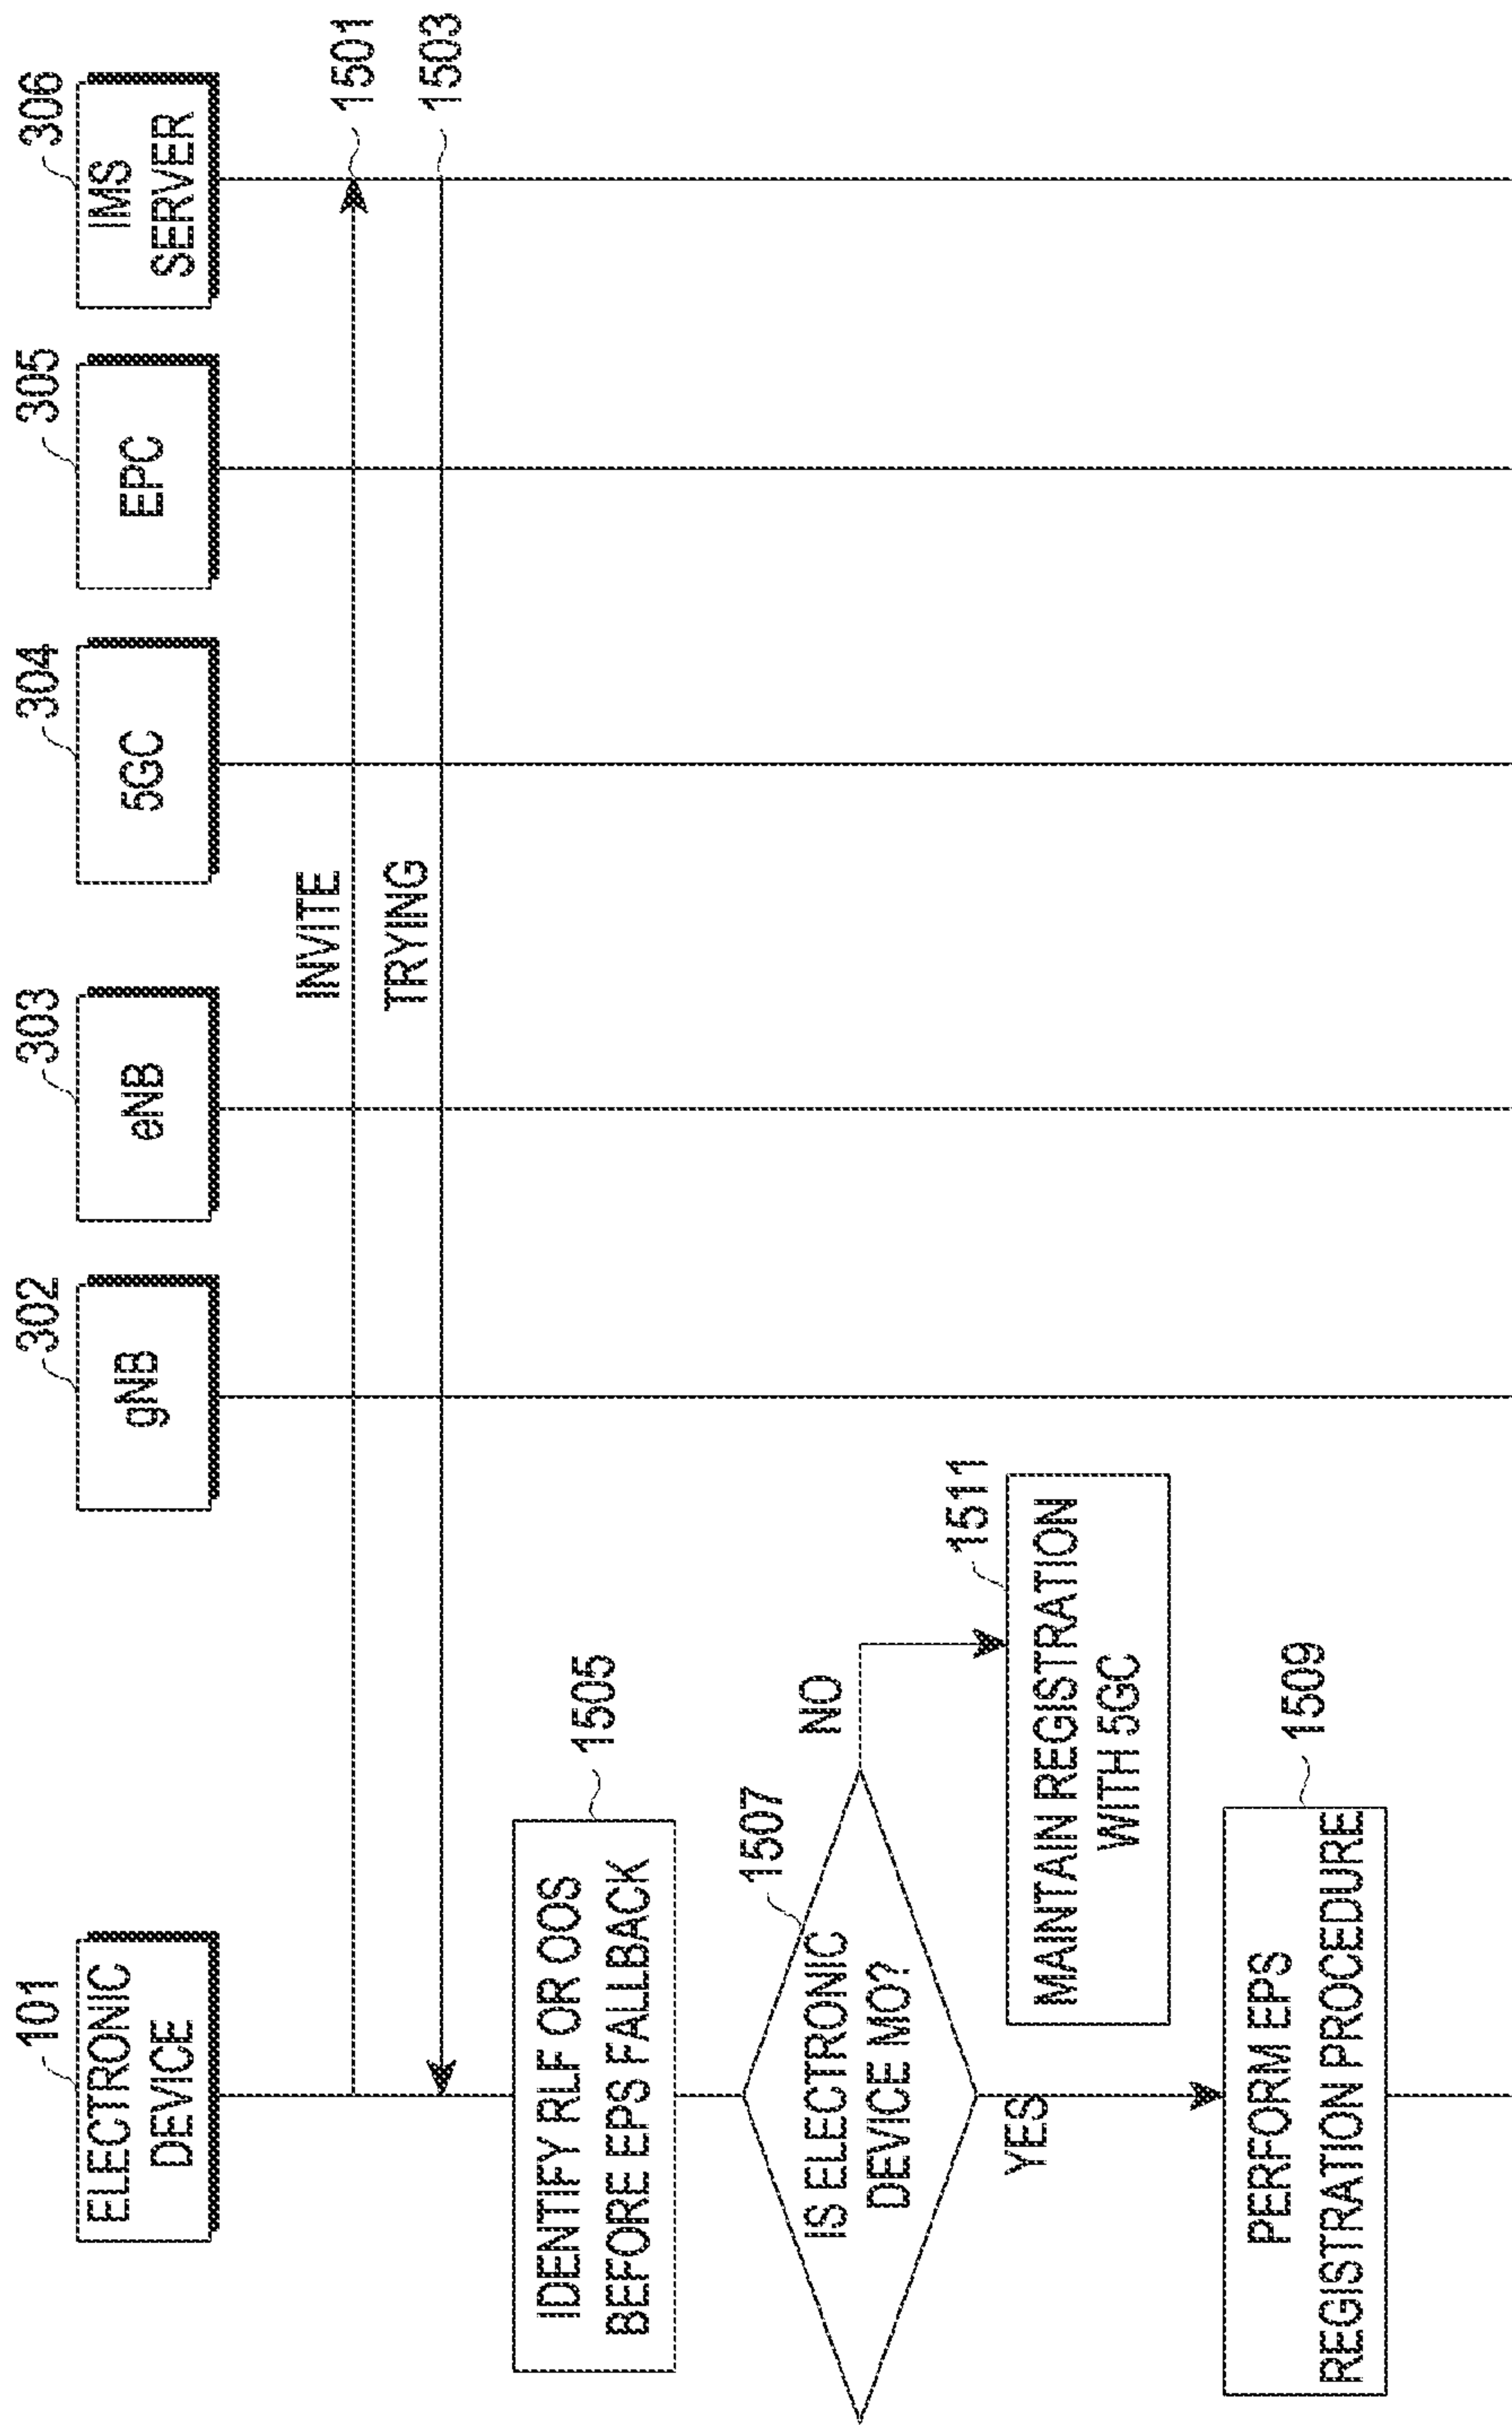 101
ELECTRONIC
DEVICE
302
gNB
303
eNB
304
5GC
305
EPC
306
IMS
SERVER
INVITE
1501
TRYING
1503
IDENTIFY RLF OR OOS
BEFORE EPS FALLBACK
1505
IS ELECTRONIC
DEVICE MO?
1507
NO
YES
MAINTAIN REGISTRATION
WITH 5GC
1511
PERFORM EPS
REGISTRATION PROCEDURE
1509